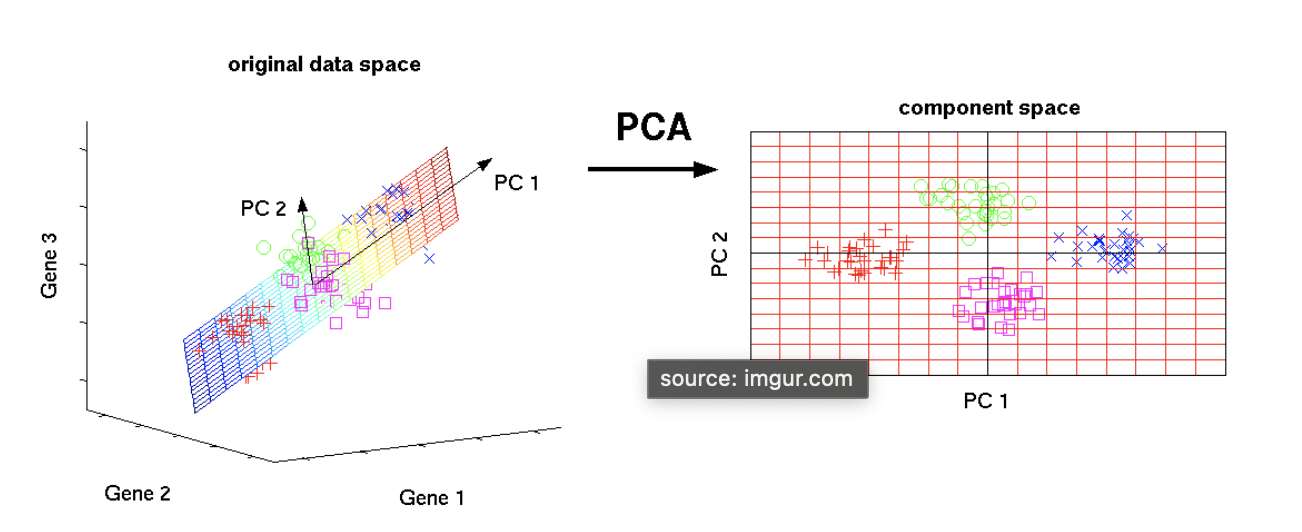 original data space
PC 1
PC 2
Gene 3
Gene 2
Gene 1
PCA
component space
PC 2
PC 1
source: imgur.com